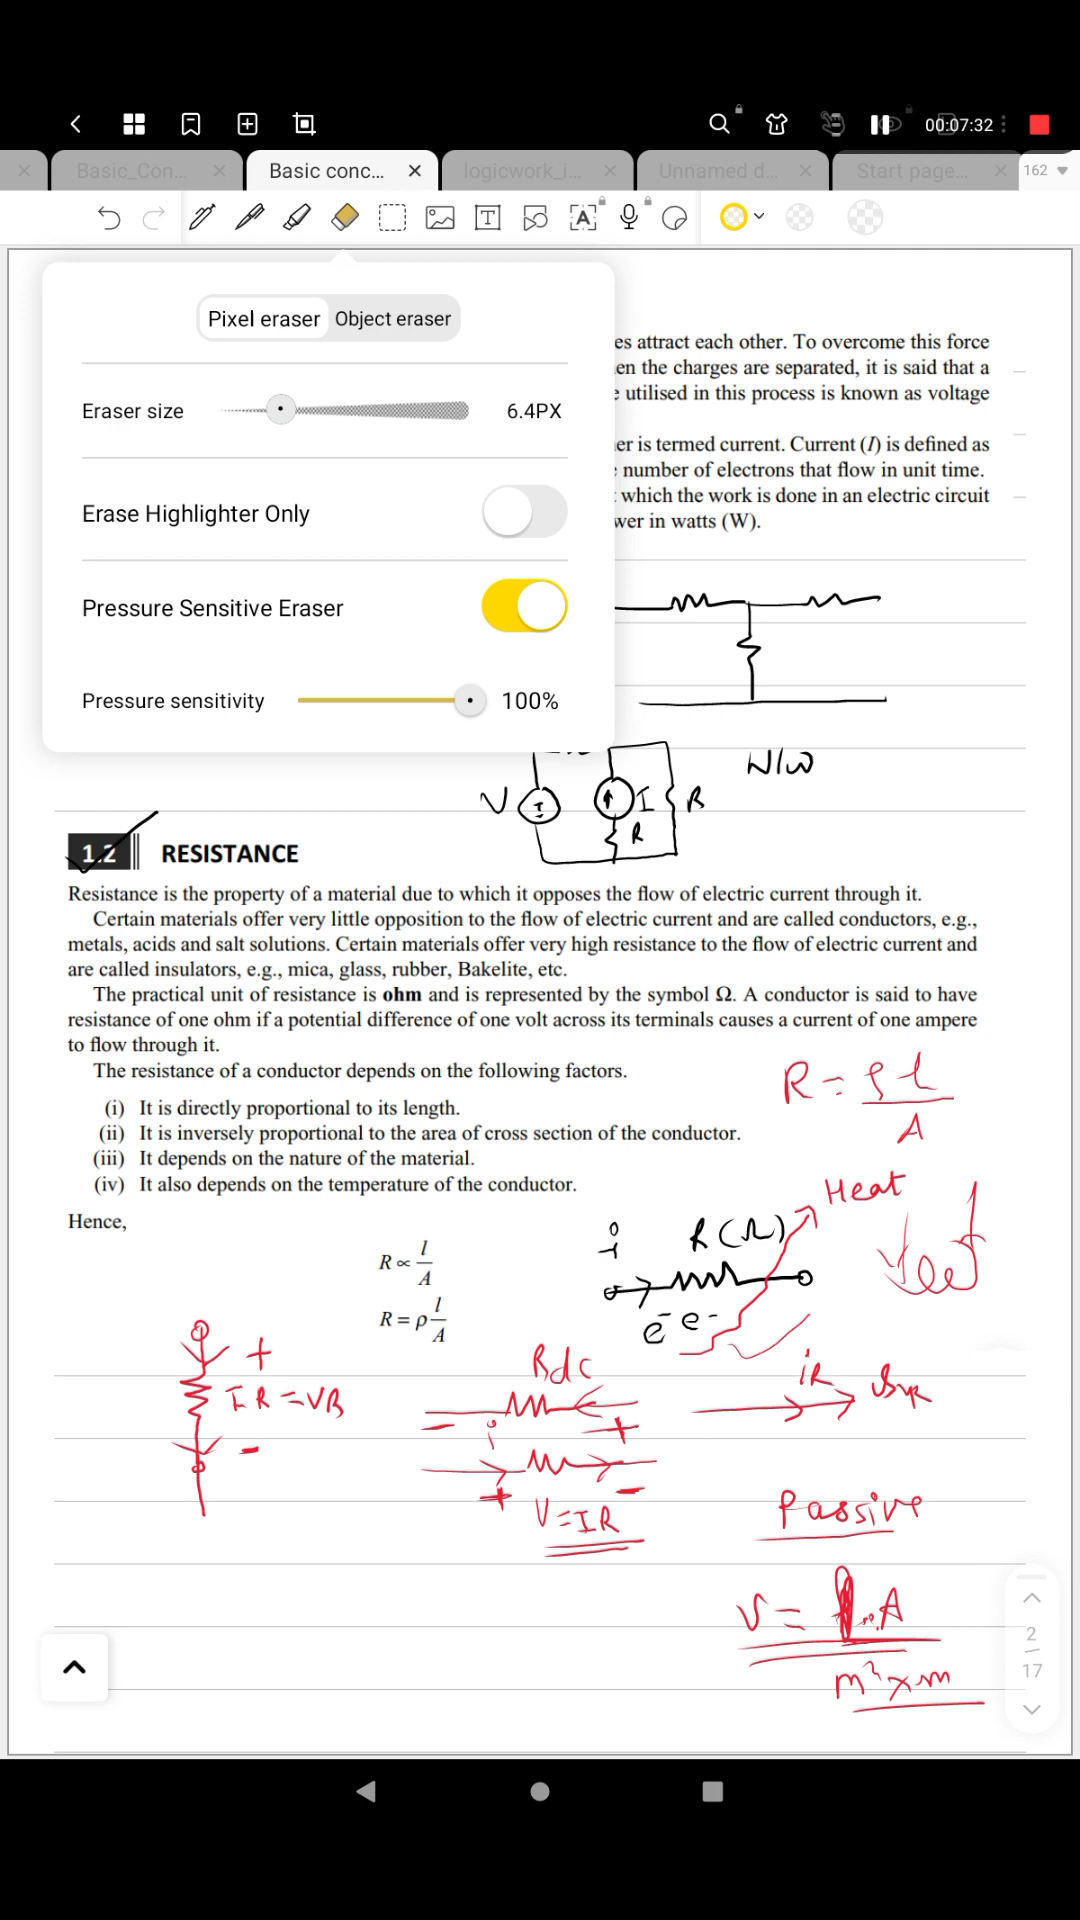 00:07:32
Basic_Con...
Basic conc...
logicwork_i...
Unnamed d...
Start page...
162
T
A
Pixel eraser
Object eraser
Eraser size
6.4PX
Erase Highlighter Only
Pressure Sensitive Eraser
Pressure sensitivity
100%
es attract each other. To overcome this force
en the charges are separated, it is said that a
e utilised in this process is known as voltage
er is termed current. Current (I) is defined as
number of electrons that flow in unit time.
which the work is done in an electric circuit
wer in watts (W).
N/W
V
I
R
R
1.2 RESISTANCE
Resistance is the property of a material due to which it opposes the flow of electric current through it.
Certain materials offer very little opposition to the flow of electric current and are called conductors, e.g.,
metals, acids and salt solutions. Certain materials offer very high resistance to the flow of electric current and
are called insulators, e.g., mica, glass, rubber, Bakelite, etc.
The practical unit of resistance is ohm and is represented by the symbol Ω. A conductor is said to have
resistance of one ohm if a potential difference of one volt across its terminals causes a current of one ampere
to flow through it.
The resistance of a conductor depends on the following factors.
(i) It is directly proportional to its length.
(ii) It is inversely proportional to the area of cross section of the conductor.
(iii) It depends on the nature of the material.
(iv) It also depends on the temperature of the conductor.
R = ρl
A
Heat
Hence,
R ∝ l
A
R = ρ l
A
i
R (Ω)
e- e-
+
IR = VR
-
Rdc
- i +
+ -
V = IR
iR
Passive
V = A
m² x m
2
17